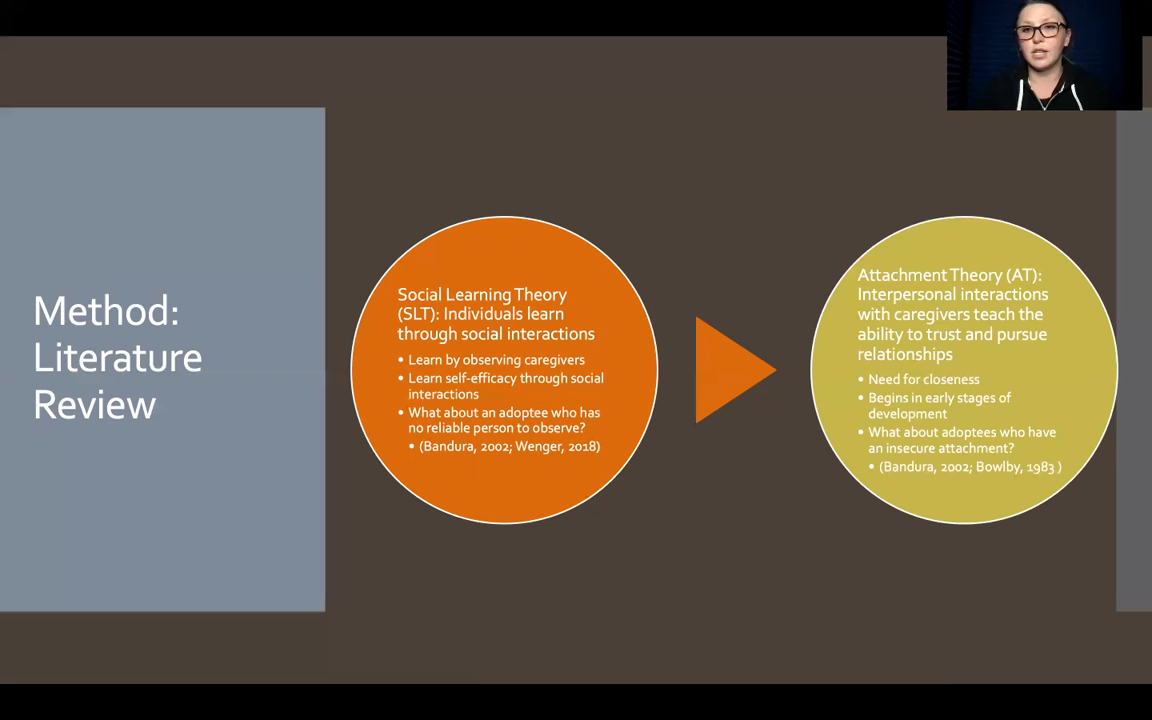 Method:
Literature
Review
Social Learning Theory
(SLT): Individuals learn
through social interactions
• Learn by observing caregivers
• Learn self-efficacy through social
interactions
• What about an adoptee who has
no reliable person to observe?
• (Bandura, 2002; Wenger, 2018)
Attachment Theory (AT):
Interpersonal interactions
with caregivers teach the
ability to trust and pursue
relationships
• Need for closeness
• Begins in early stages of
development
• What about adoptees who have
an insecure attachment?
• (Bandura, 2002; Bowlby, 1983 )